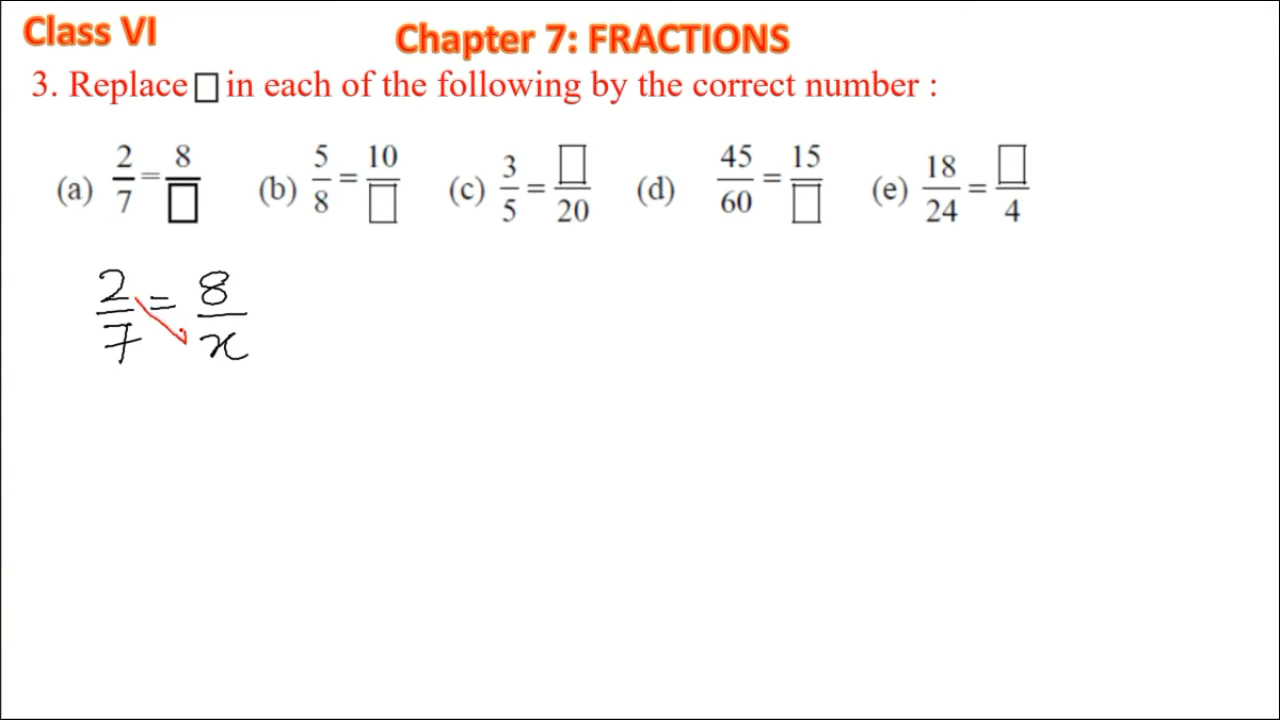 Class VI
Chapter 7: FRACTIONS
3. Replace □ in each of the following by the correct number :
(a) 2/7 = 8/□ (b) 5/8 = 10/□ (c) 3/5 = □/20 (d) 45/60 = 15/□ (e) 18/24 = □/4
2/7 = 8/x